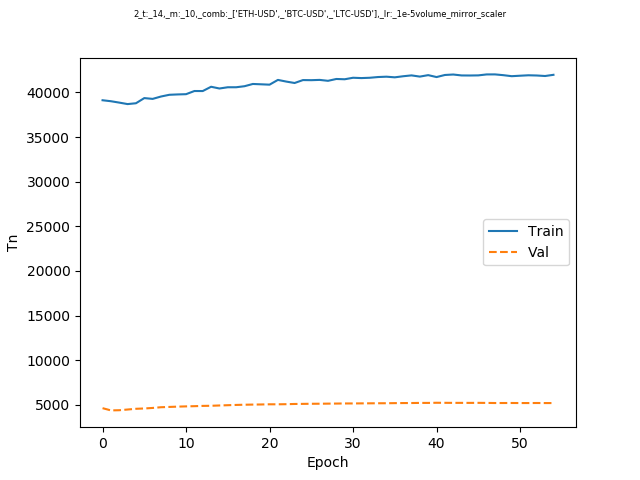 2_t:_14,_m:_10,_comb:_['ETH-USD',_'BTC-USD',_'LTC-USD'],_lr:_1e-5volume_mirror_scaler
40000
35000
30000
25000
20000
15000
10000
5000
Tn
Train
Val
0 10 20 30 40 50
Epoch